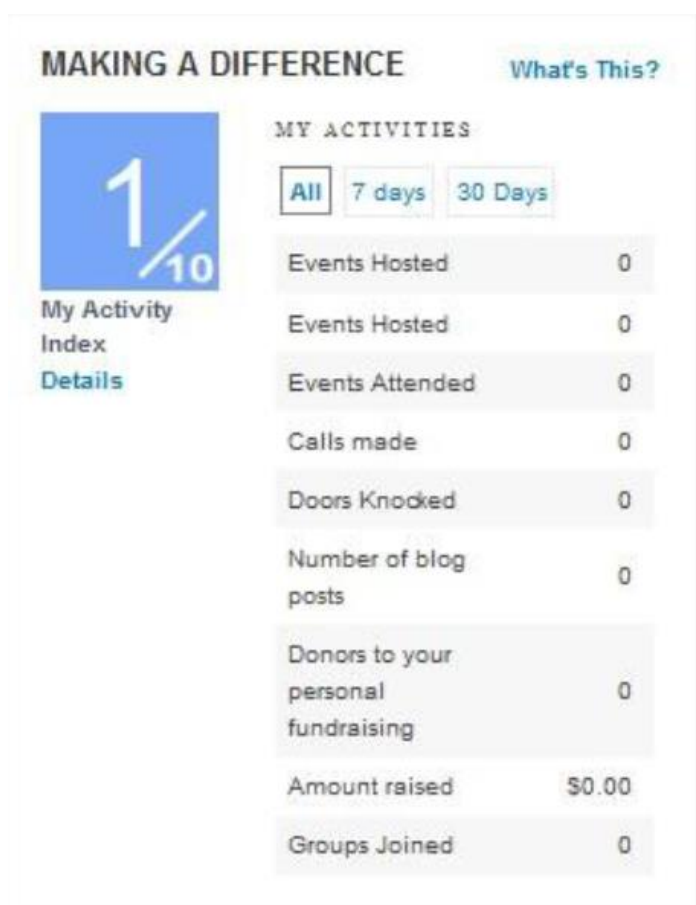 MAKING A DIFFERENCE What's This?
1/10
My Activity
Index
Details
MY ACTIVITIES
All 7 days 30 Days
Events Hosted 0
Events Hosted 0
Events Attended 0
Calls made 0
Doors Knocked 0
Number of blog
posts 0
Donors to your
personal 0
fundraising
Amount raised $0.00
Groups Joined 0